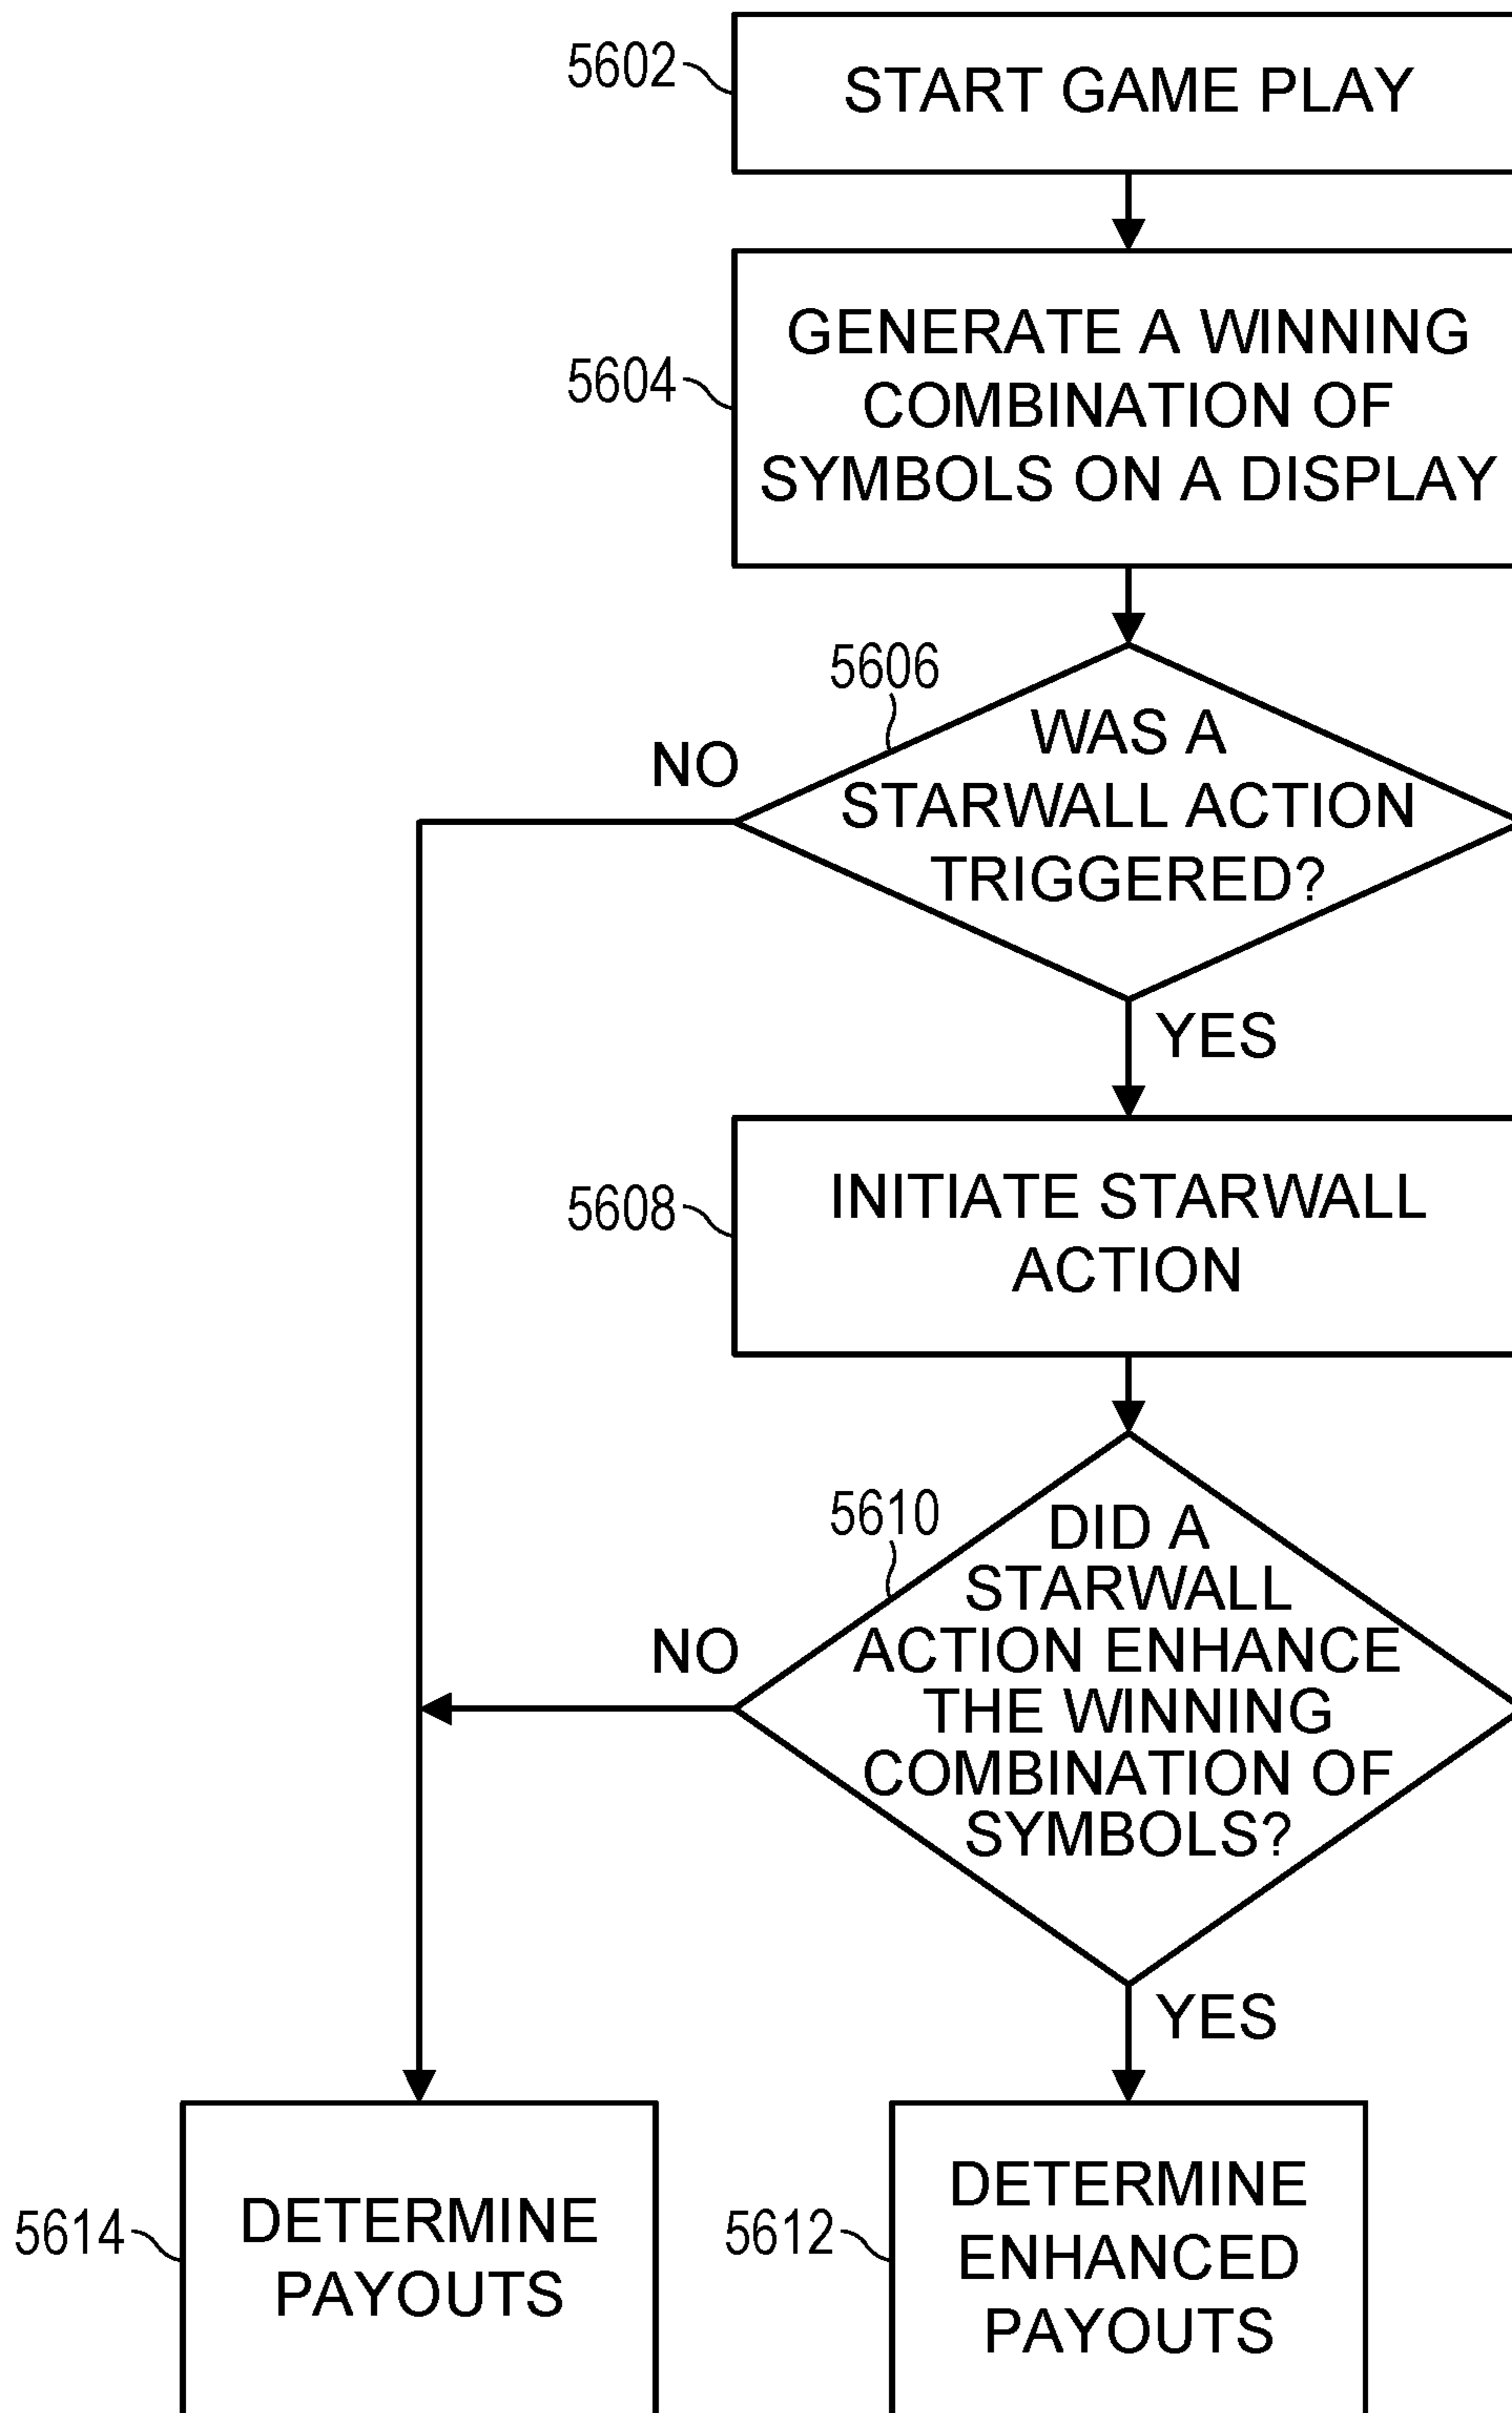 5602
START GAME PLAY
5604
GENERATE A WINNING
COMBINATION OF
SYMBOLS ON A DISPLAY
5606
WAS A
STARWALL ACTION
TRIGGERED?
NO
YES
5608
INITIATE STARWALL
ACTION
5610
DID A
STARWALL
ACTION ENHANCE
THE WINNING
COMBINATION OF
SYMBOLS?
NO
YES
5614
DETERMINE
PAYOUTS
5612
DETERMINE
ENHANCED
PAYOUTS